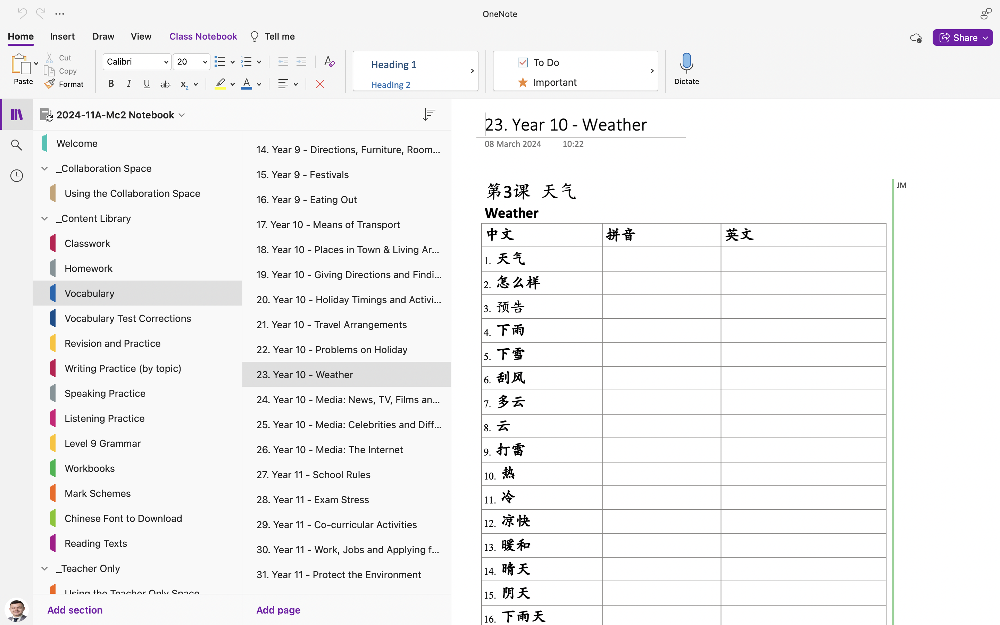 OneNote
Home Insert Draw View Class Notebook Tell me
Share
Paste
Cut
Copy
Format
Calibri 20
Heading 1
Heading 2
To Do
Important
Dictate
2024-11A-Mc2 Notebook
Welcome
_Collaboration Space
Using the Collaboration Space
_Content Library
Classwork
Homework
Vocabulary
Vocabulary Test Corrections
Revision and Practice
Writing Practice (by topic)
Speaking Practice
Listening Practice
Level 9 Grammar
Workbooks
Mark Schemes
Chinese Font to Download
Reading Texts
_Teacher Only
Using the Teacher Only Space
Add section
14. Year 9 - Directions, Furniture, Room...
15. Year 9 - Festivals
16. Year 9 - Eating Out
17. Year 10 - Means of Transport
18. Year 10 - Places in Town & Living Ar...
19. Year 10 - Giving Directions and Findi...
20. Year 10 - Holiday Timings and Activi...
21. Year 10 - Travel Arrangements
22. Year 10 - Problems on Holiday
23. Year 10 - Weather
24. Year 10 - Media: News, TV, Films an...
25. Year 10 - Media: Celebrities and Diff...
26. Year 10 - Media: The Internet
27. Year 11 - School Rules
28. Year 11 - Exam Stress
29. Year 11 - Co-curricular Activities
30. Year 11 - Work, Jobs and Applying f...
31. Year 11 - Protect the Environment
Add page
23. Year 10 - Weather
08 March 2024 10:22
JM
第3课 天气
Weather
中文 拼音 英文
1. 天气
2. 怎么样
3. 预告
4. 下雨
5. 下雪
6. 刮风
7. 多云
8. 云
9. 打雷
10. 热
11. 冷
12. 凉快
13. 暖和
14. 晴天
15. 阴天
16. 下雨天